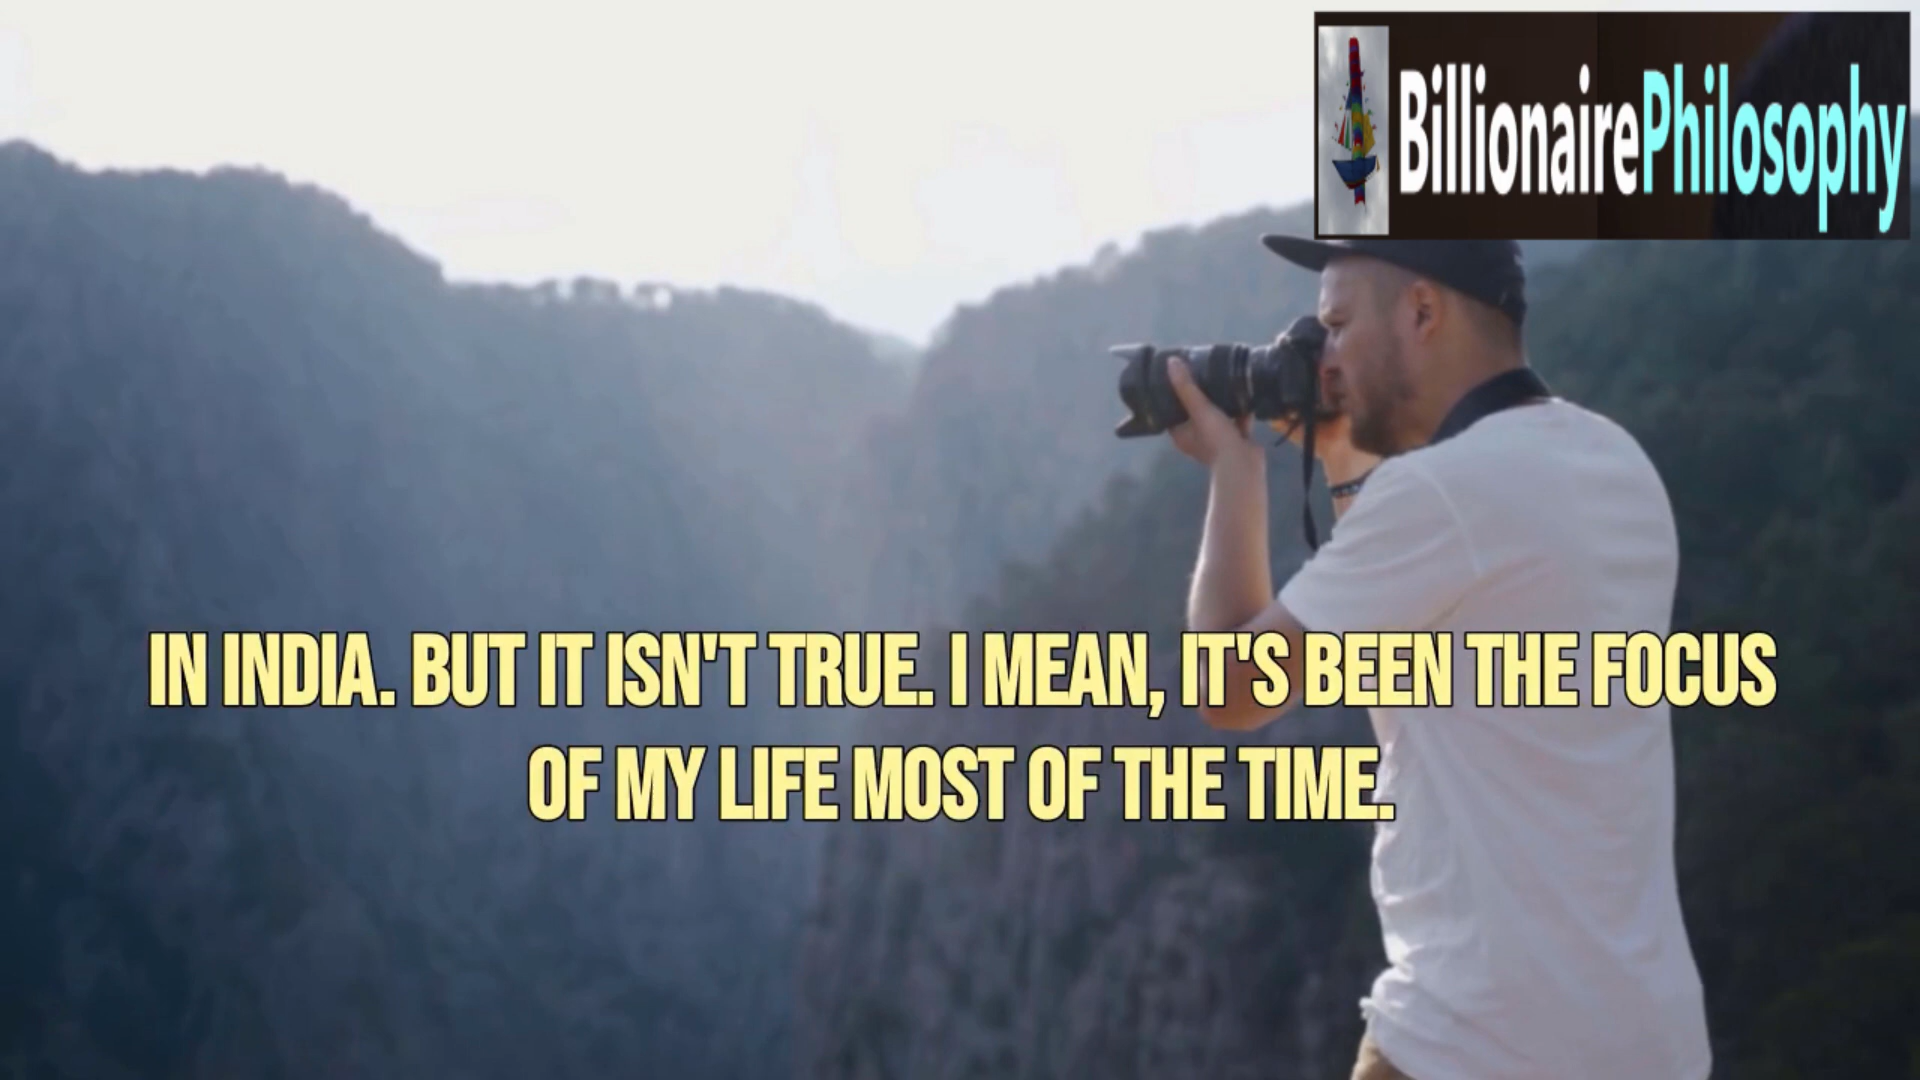 BillionairePhilosophy
IN INDIA. BUT IT ISN'T TRUE. I MEAN, IT'S BEEN THE FOCUS
OF MY LIFE MOST OF THE TIME.